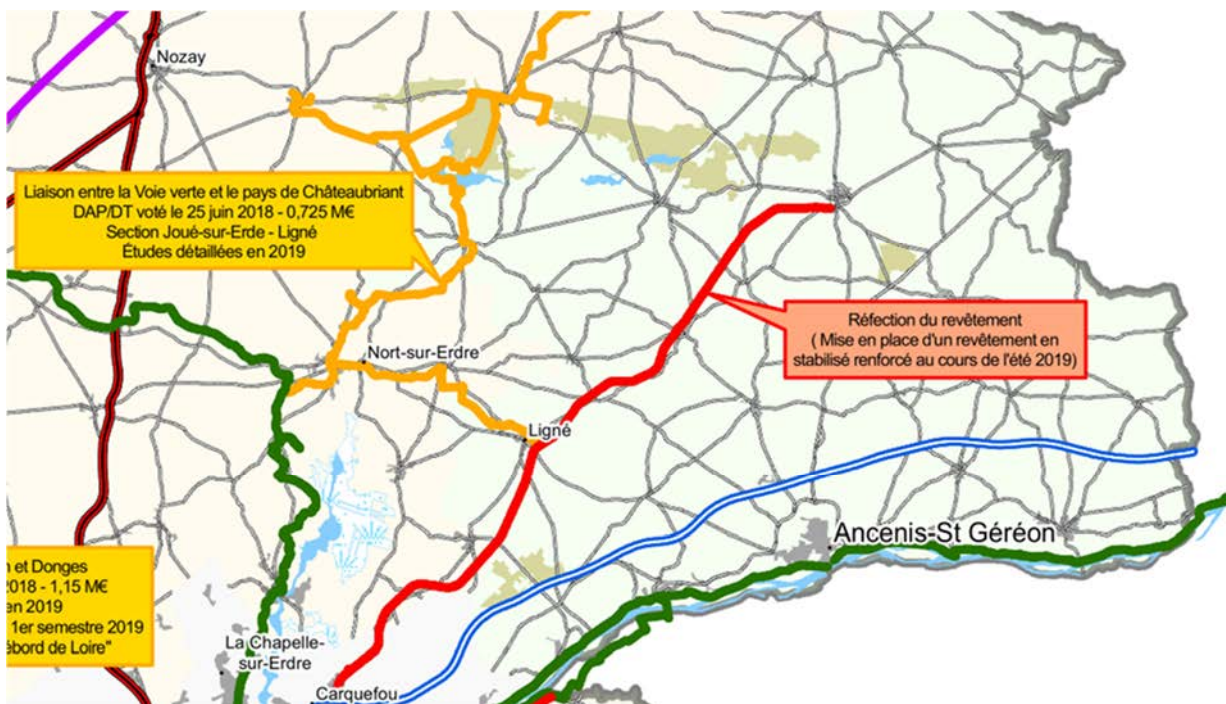 Nozay
Liaison entre la Voie verte et le pays de Châteaubriant
DAP/DT voté le 25 juin 2018 - 0,725 M€
Section Joué-sur-Erde - Ligné
Études détaillées en 2019
Réfection du revêtement
( Mise en place d'un revêtement en
stabilisé renforcé au cours de l'été 2019)
Nort-sur-Erdre
Ligné
Ancenis-St Géréon
n et Donges
2018 - 1,15 M€
en 2019
1er semestre 2019
ébord de Loire"
La Chapelle-
sur-Erdre
Carquefou